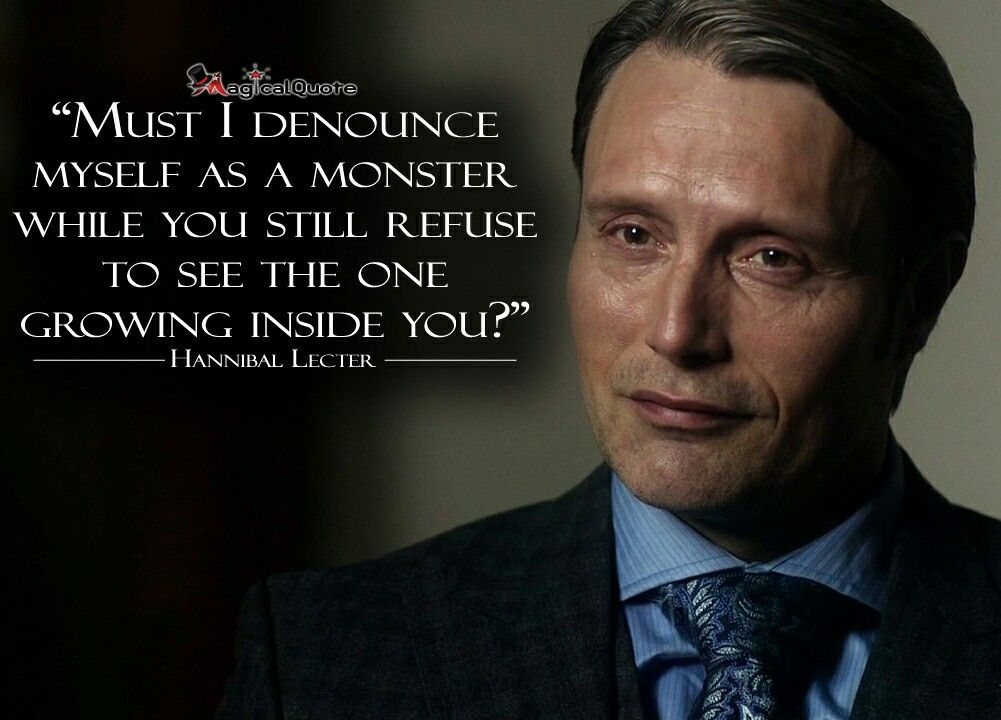 MagicalQuote
“Must I denounce
myself as a monster
while you still refuse
to see the one
growing inside you?”
Hannibal Lecter